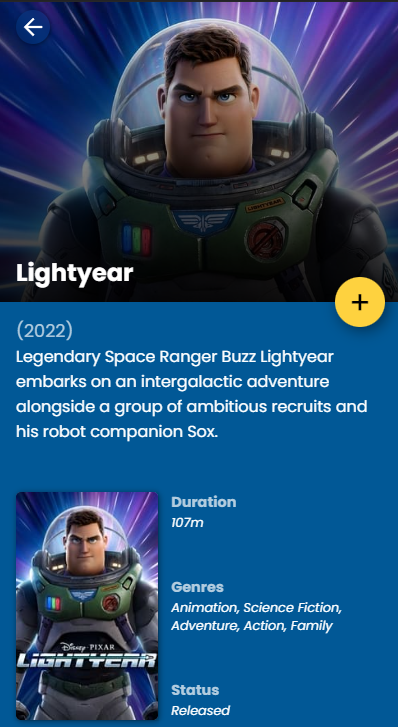 Lightyear
(2022)
Legendary Space Ranger Buzz Lightyear
embarks on an intergalactic adventure
alongside a group of ambitious recruits and
his robot companion Sox.
Duration
107m
Genres
Animation, Science Fiction,
Adventure, Action, Family
Disney · PIXAR
LIGHTYEAR
Status
Released